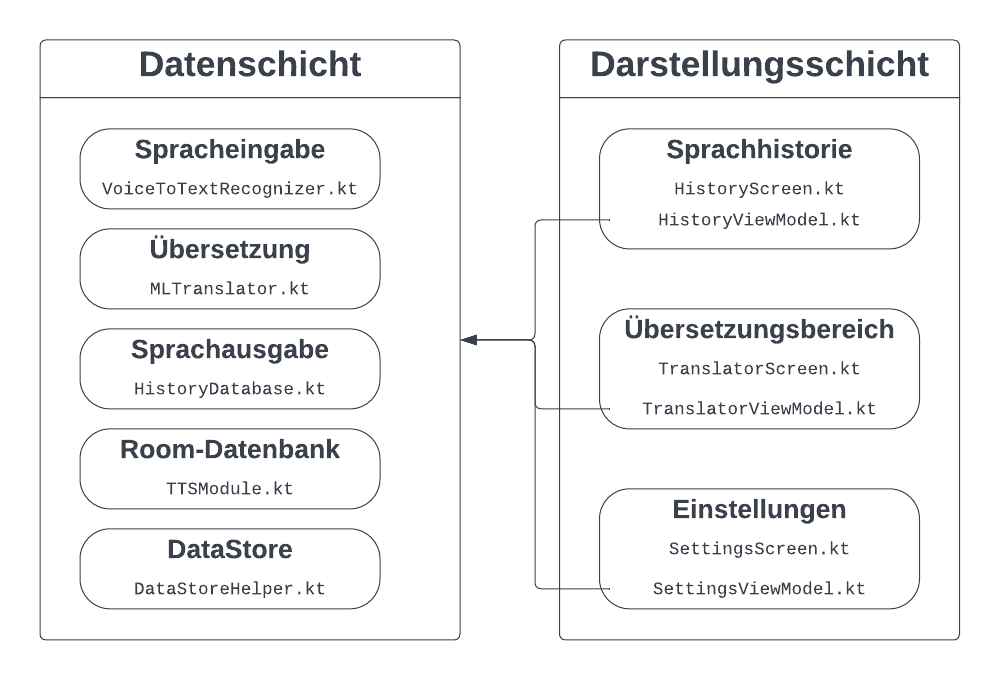 Datenschicht
Spracheingabe
VoiceToTextRecognizer.kt
Übersetzung
MLTranslator.kt
Sprachausgabe
HistoryDatabase.kt
Room-Datenbank
TTSModule.kt
DataStore
DataStoreHelper.kt
Darstellungsschicht
Sprachhistorie
HistoryScreen.kt
HistoryViewModel.kt
Übersetzungsbereich
TranslatorScreen.kt
TranslatorViewModel.kt
Einstellungen
SettingsScreen.kt
SettingsViewModel.kt